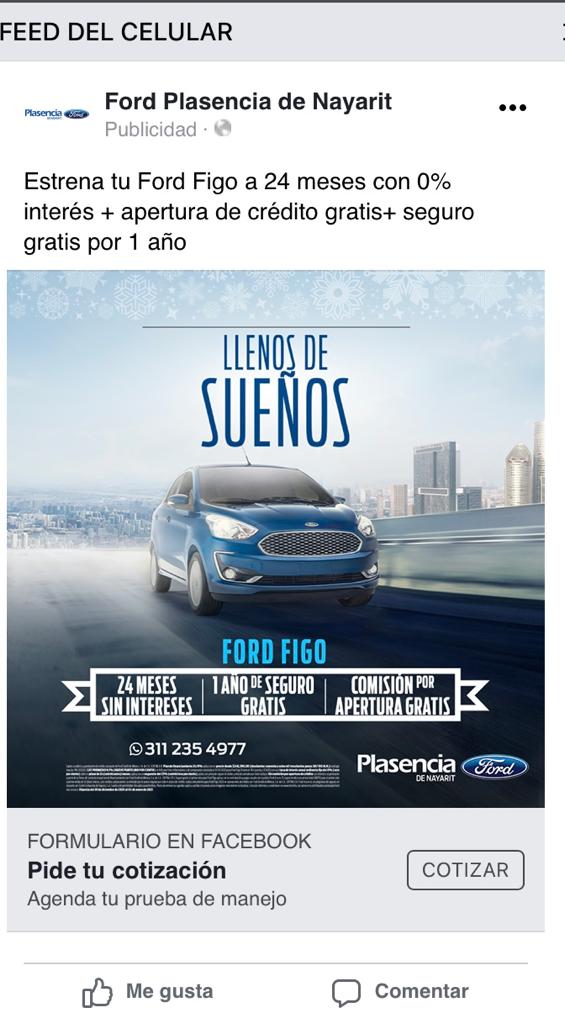 FEED DEL CELULAR
Plasencia Ford
Ford Plasencia de Nayarit
Publicidad ·
Estrena tu Ford Figo a 24 meses con 0%
interés + apertura de crédito gratis+ seguro
gratis por 1 año
LLENOS DE
SUEÑOS
FORD FIGO
24 MESES
SIN INTERESES
1 AÑO DE SEGURO
GRATIS
COMISIÓN POR
APERTURA GRATIS
311 235 4977
Plasencia Ford
DE NAYARIT
FORMULARIO EN FACEBOOK
Pide tu cotización
Agenda tu prueba de manejo
COTIZAR
Me gusta
Comentar